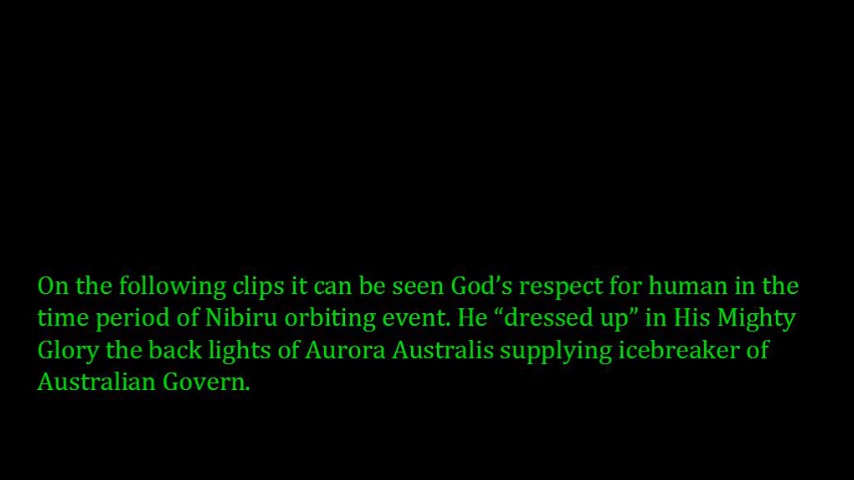 On the following clips it can be seen God’s respect for human in the
time period of Nibiru orbiting event. He “dressed up” in His Mighty
Glory the back lights of Aurora Australis supplying icebreaker of
Australian Govern.